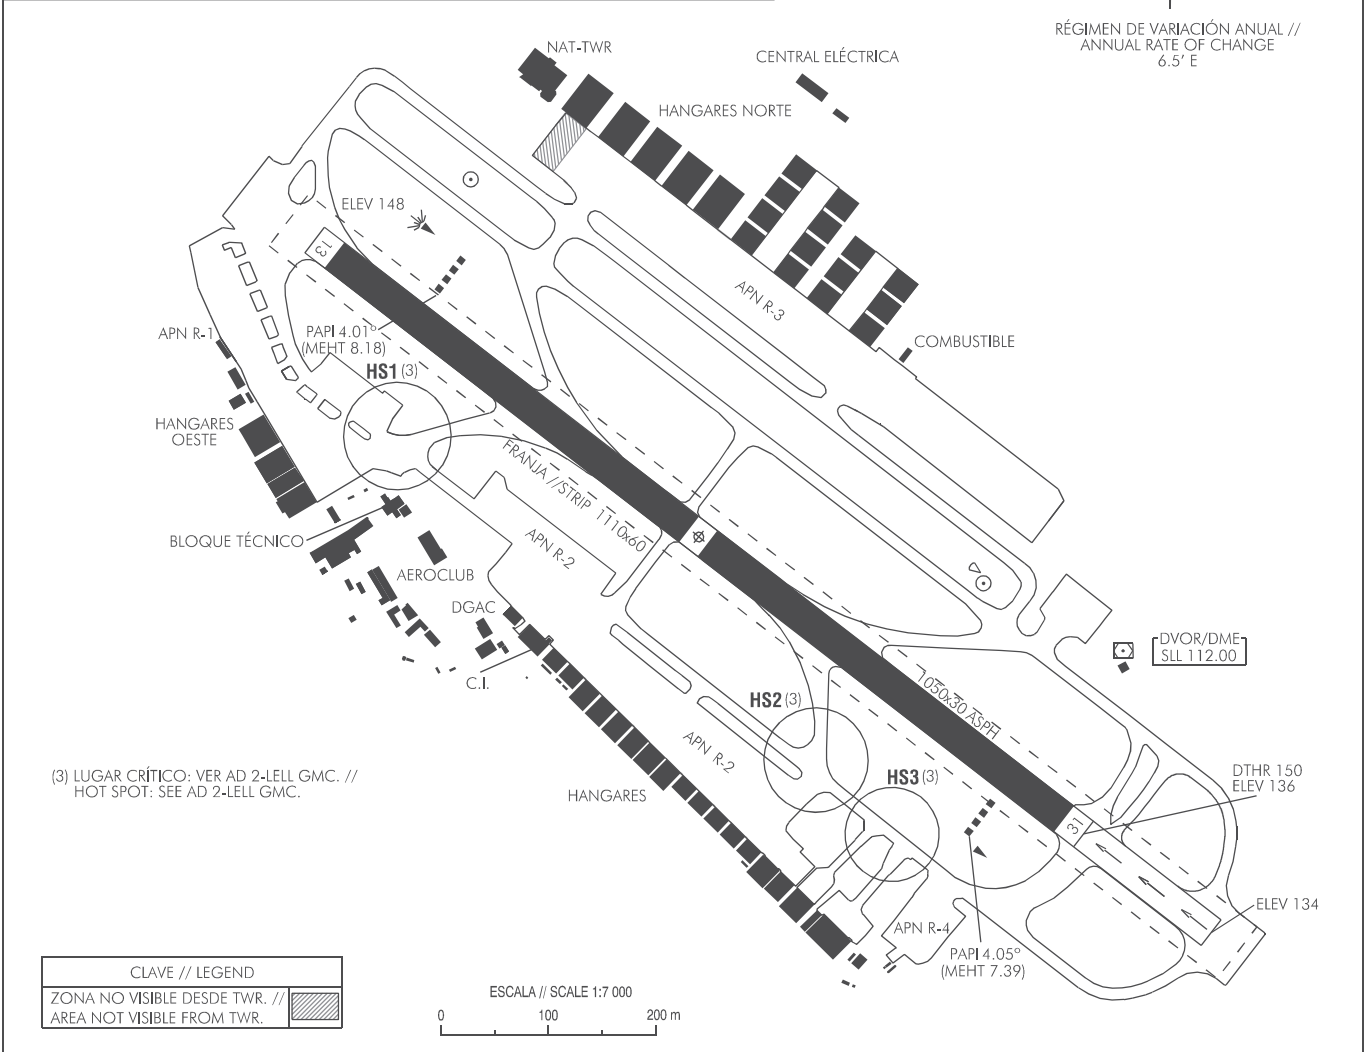 RÉGIMEN DE VARIACIÓN ANUAL //
ANNUAL RATE OF CHANGE
6.5' E
NAT-TWR
CENTRAL ELÉCTRICA
HANGARES NORTE
ELEV 148
13
APN R-3
PAPI 4.01º
(MEHT 8.18)
APN R-1
COMBUSTIBLE
HS1 (3)
HANGARES
OESTE
FRANJA //STRIP 1110x60
BLOQUE TÉCNICO
APN R-2
AEROCLUB
DGAC
C.I.
DVOR/DME
SLL 112.00
1050x30 ASPH
HS2 (3)
APN R-2
HS3 (3)
(3) LUGAR CRÍTICO: VER AD 2-LELL GMC. //
HOT SPOT: SEE AD 2-LELL GMC.
HANGARES
DTHR 150
ELEV 136
31
ELEV 134
APN R-4
PAPI 4.05º
(MEHT 7.39)
CLAVE // LEGEND
ZONA NO VISIBLE DESDE TWR. //
AREA NOT VISIBLE FROM TWR.
ESCALA // SCALE 1:7 000
0 100 200 m